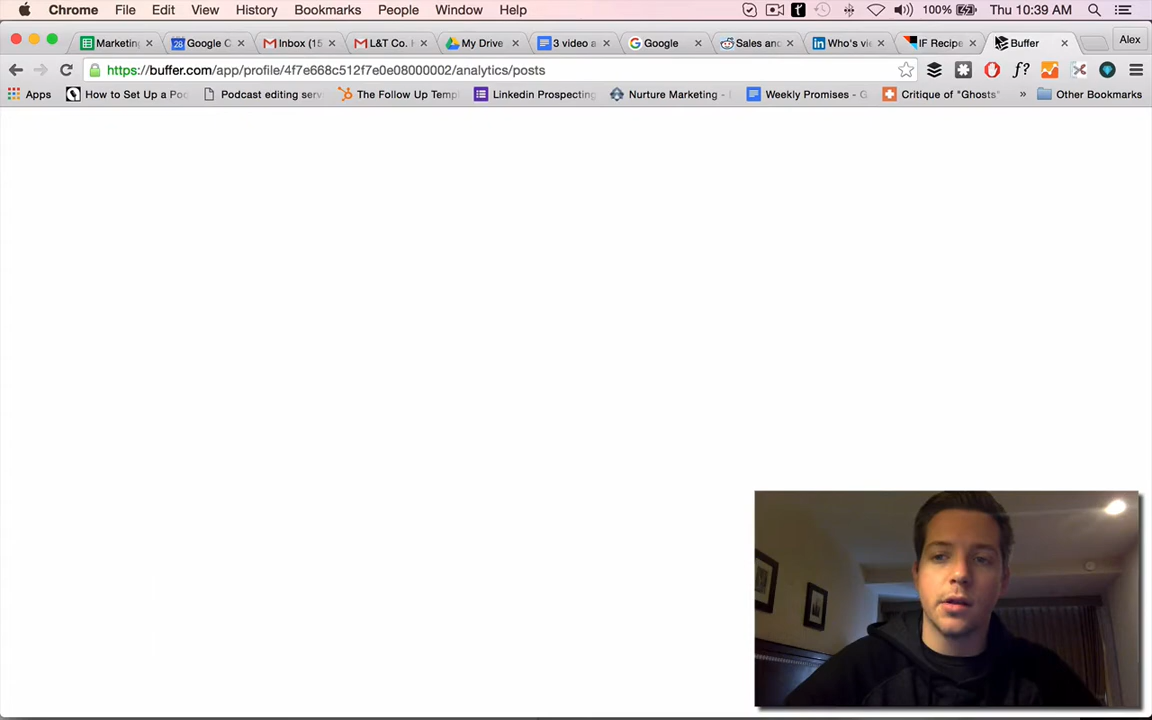 Chrome File Edit View History Bookmarks People Window Help 100% Thu 10:39 AM
Marketing Google C Inbox (15 L&T Co. My Drive 3 video a Google Sales and Who's vi IF Recipe Buffer Alex
https://buffer.com/app/profile/4f7e668c512f7e0e08000002/analytics/posts f?
Apps How to Set Up a Po Podcast editing serv The Follow Up Templ Linkedin Prospecting Nurture Marketing - Weekly Promises - G Critique of "Ghosts" » Other Bookmarks